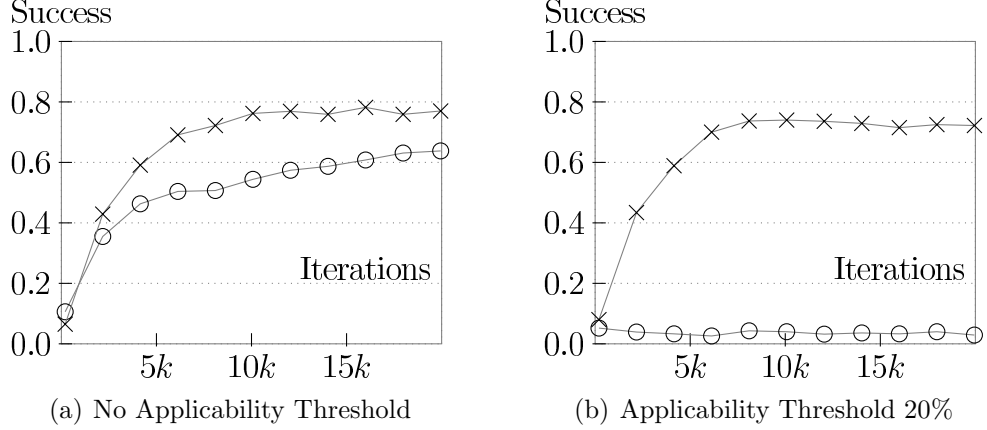 Success
1.0
0.8
0.6
0.4
0.2
0.0
Iterations
5k 10k 15k
(a) No Applicability Threshold
Success
1.0
0.8
0.6
0.4
0.2
0.0
Iterations
5k 10k 15k
(b) Applicability Threshold 20%